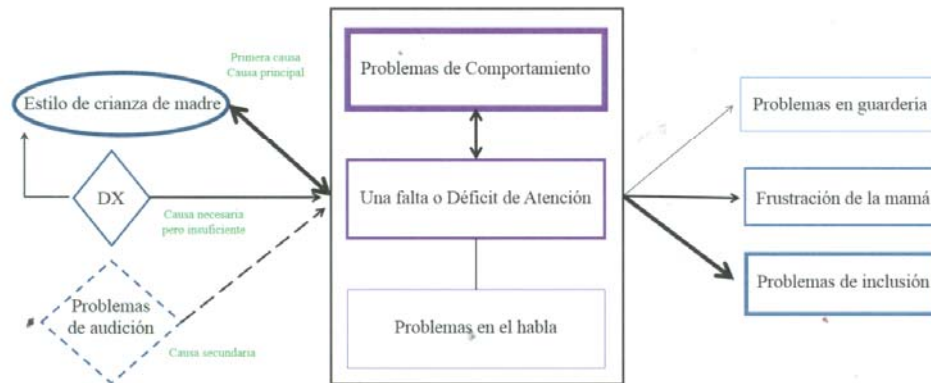 Primera causa
Causa principal
Estilo de crianza de madre
DX
Causa necesaria
pero insuficiente
Problemas
de audición
Causa secundaria
Problemas de Comportamiento
Una falta o Déficit de Atención
Problemas en el habla
Problemas en guarderia
Frustración de la mamá
Problemas de inclusión